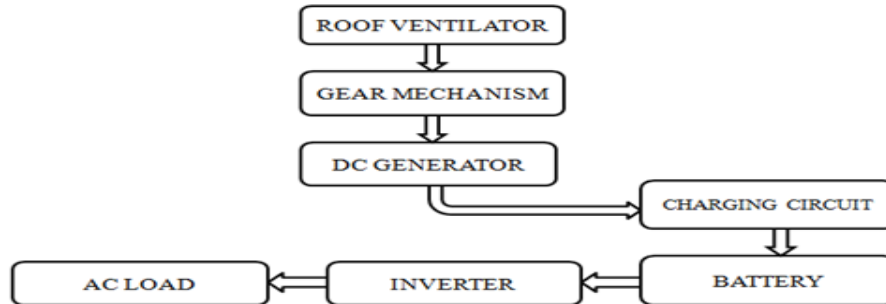 ROOF VENTILATOR
GEAR MECHANISM
DC GENERATOR
CHARGING CIRCUIT
BATTERY
INVERTER
AC LOAD